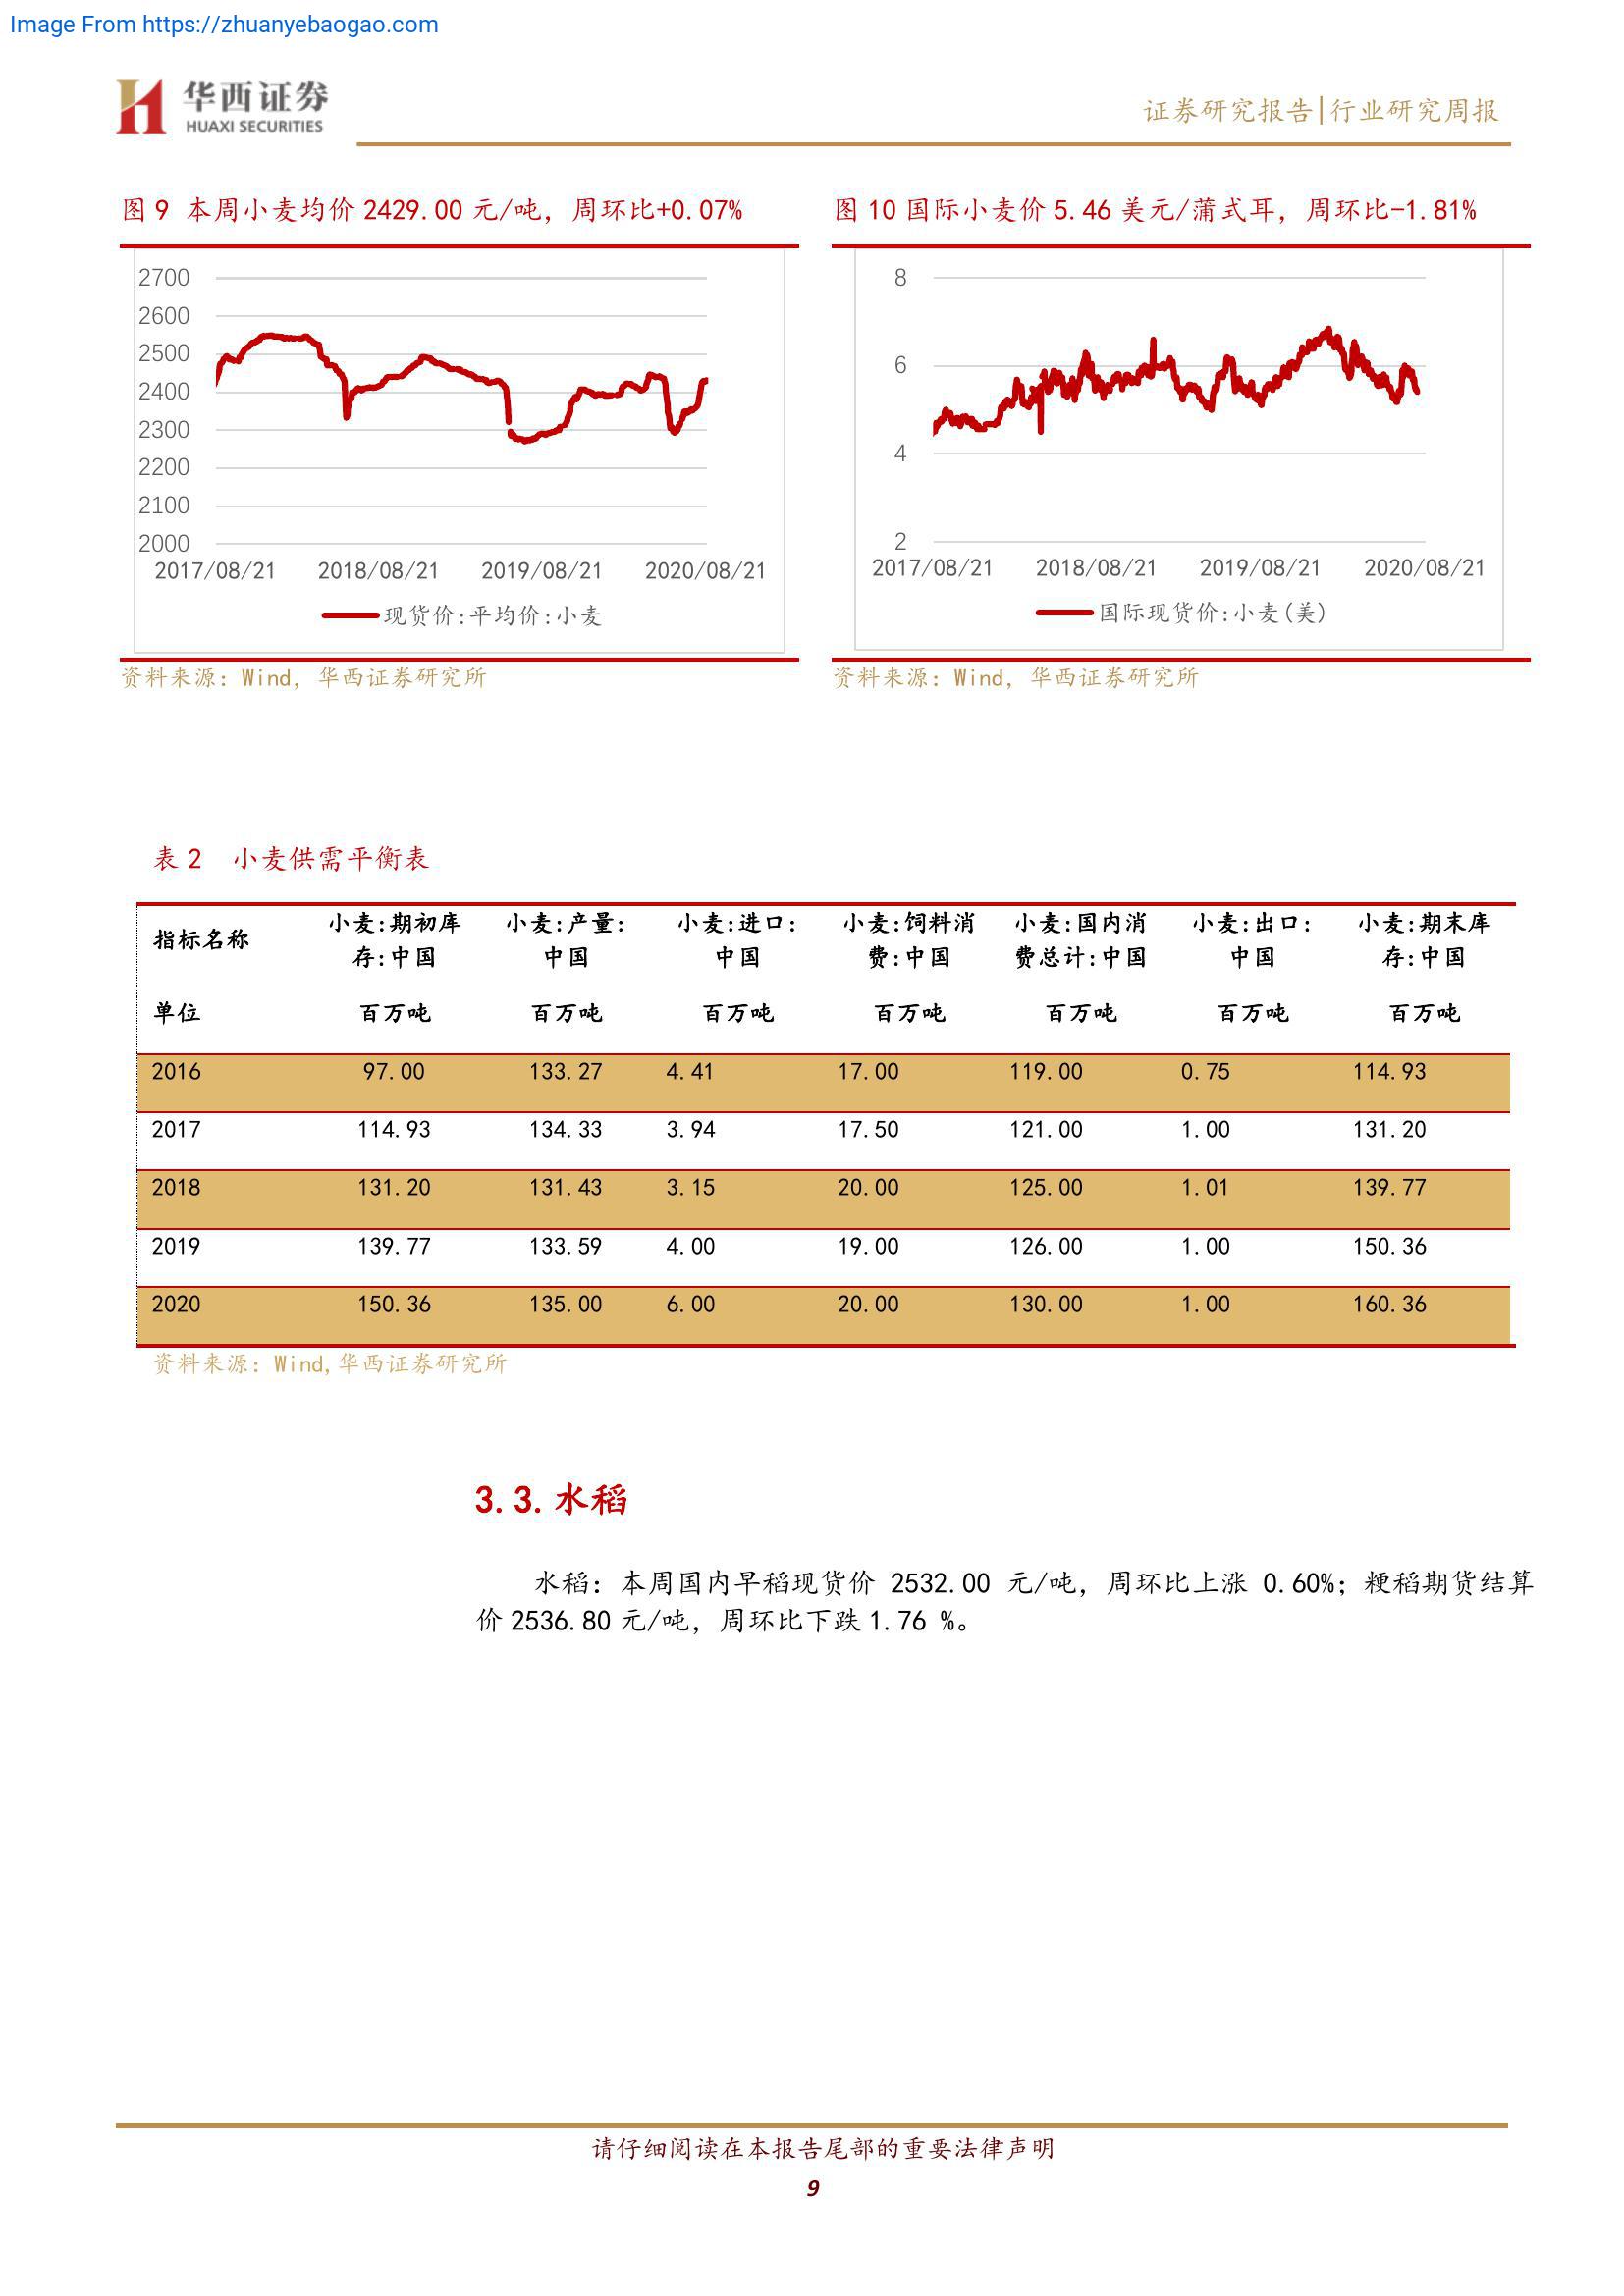 Image From https://zhuanyebaogao.com
华西证券
HUAXI SECURITIES
证券研究报告|行业研究周报
图 9 本周小麦均价 2429.00 元/吨，周环比+0.07%
2700
2600
2500
2400
2300
2200
2100
2000
2017/08/21 2018/08/21 2019/08/21 2020/08/21
现货价:平均价:小麦
资料来源：Wind，华西证券研究所
图 10 国际小麦价 5.46 美元/蒲式耳，周环比-1.81%
8
6
4
2
2017/08/21 2018/08/21 2019/08/21 2020/08/21
国际现货价:小麦(美)
资料来源：Wind，华西证券研究所
表 2 小麦供需平衡表
指标名称 小麦:期初库存:中国 小麦:产量:中国 小麦:进口:中国 小麦:饲料消费:中国 小麦:国内消费总计:中国 小麦:出口:中国 小麦:期末库存:中国
单位 百万吨 百万吨 百万吨 百万吨 百万吨 百万吨 百万吨
2016 97.00 133.27 4.41 17.00 119.00 0.75 114.93
2017 114.93 134.33 3.94 17.50 121.00 1.00 131.20
2018 131.20 131.43 3.15 20.00 125.00 1.01 139.77
2019 139.77 133.59 4.00 19.00 126.00 1.00 150.36
2020 150.36 135.00 6.00 20.00 130.00 1.00 160.36
资料来源：Wind,华西证券研究所
3.3.水稻
水稻：本周国内早稻现货价 2532.00 元/吨，周环比上涨 0.60%；粳稻期货结算
价 2536.80 元/吨，周环比下跌 1.76 %。
请仔细阅读在本报告尾部的重要法律声明
9